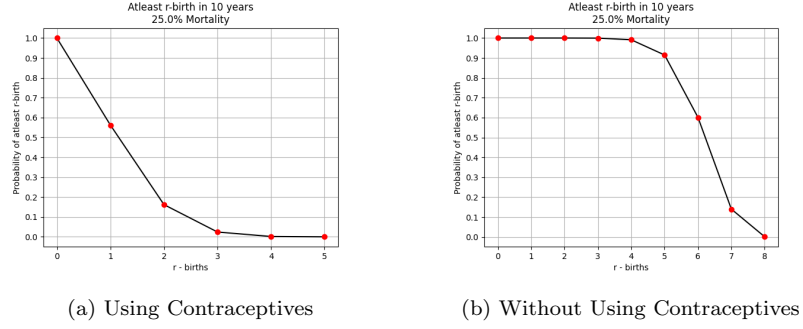 Atleast r-birth in 10 years
25.0% Mortality
Probability of atleast r-birth
1.0
0.9
0.8
0.7
0.6
0.5
0.4
0.3
0.2
0.1
0.0
0 1 2 3 4 5
r - births
(a) Using Contraceptives
Atleast r-birth in 10 years
25.0% Mortality
Probability of atleast r-birth
1.0
0.9
0.8
0.7
0.6
0.5
0.4
0.3
0.2
0.1
0.0
0 1 2 3 4 5 6 7 8
r - births
(b) Without Using Contraceptives